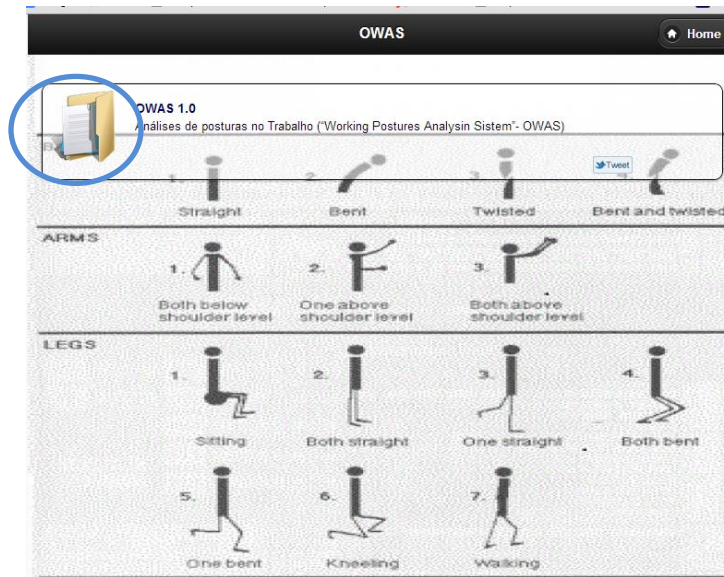 OWAS
Home
OWAS 1.0
Análises de posturas no Trabalho ("Working Postures Analysin Sistem"- OWAS)
Tweet
1. 2. 3. 4.
Straight Bent Twisted Bent and twisted
ARMS
1. 2. 3.
Both below shoulder level
One above shoulder level
Both above shoulder level
LEGS
1. 2. 3. 4.
Sitting Both straight One straight Both bent
5. 6. 7.
One bent Kneeling Walking